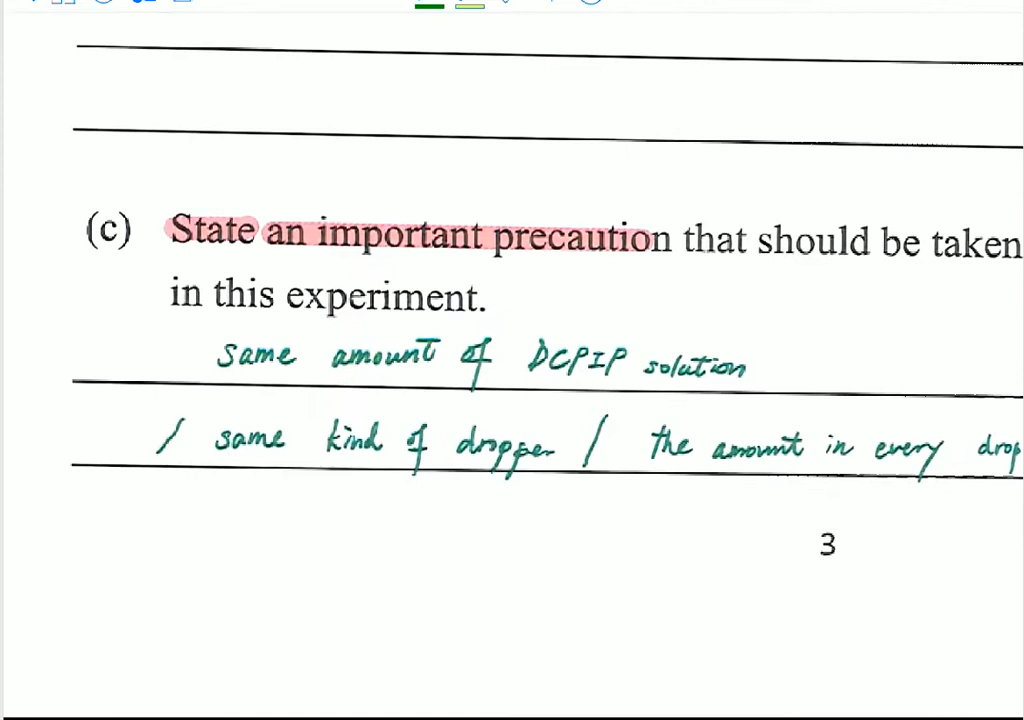 (c) State an important precaution that should be taken
in this experiment.
same amount of DCPIP solution
/ same kind of dropper / the amount in every drop
3